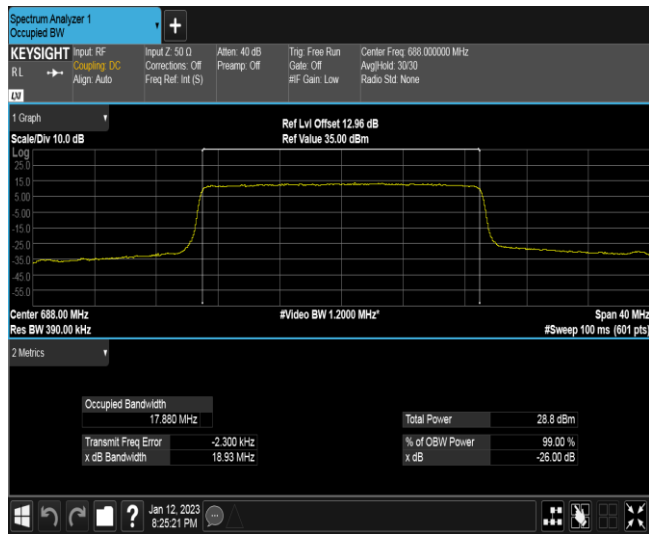 Spectrum Analyzer 1
Occupied BW
+
KEYSIGHT Input: RF Input Z: 50 Ω Atten: 40 dB Trig: Free Run Center Freq: 688.000000 MHz
RL Coupling: DC Corrections: Off Preamp: Off Gate: Off Avg|Hold: 30/30
Align: Auto Freq Ref: Int (S) #IF Gain: Low Radio Std: None
LXI
1 Graph Ref Lvl Offset 12.96 dB
Scale/Div 10.0 dB Ref Value 35.00 dBm
Log
25.0
15.0
5.00
-5.00
-15.0
-25.0
-35.0
-45.0
-55.0
Center 688.00 MHz #Video BW 1.2000 MHz* Span 40 MHz
Res BW 390.00 kHz #Sweep 100 ms (601 pts)
2 Metrics
Occupied Bandwidth
17.880 MHz Total Power 28.8 dBm
Transmit Freq Error -2.300 kHz % of OBW Power 99.00 %
x dB Bandwidth 18.93 MHz x dB -26.00 dB
? Jan 12, 2023
8:25:21 PM